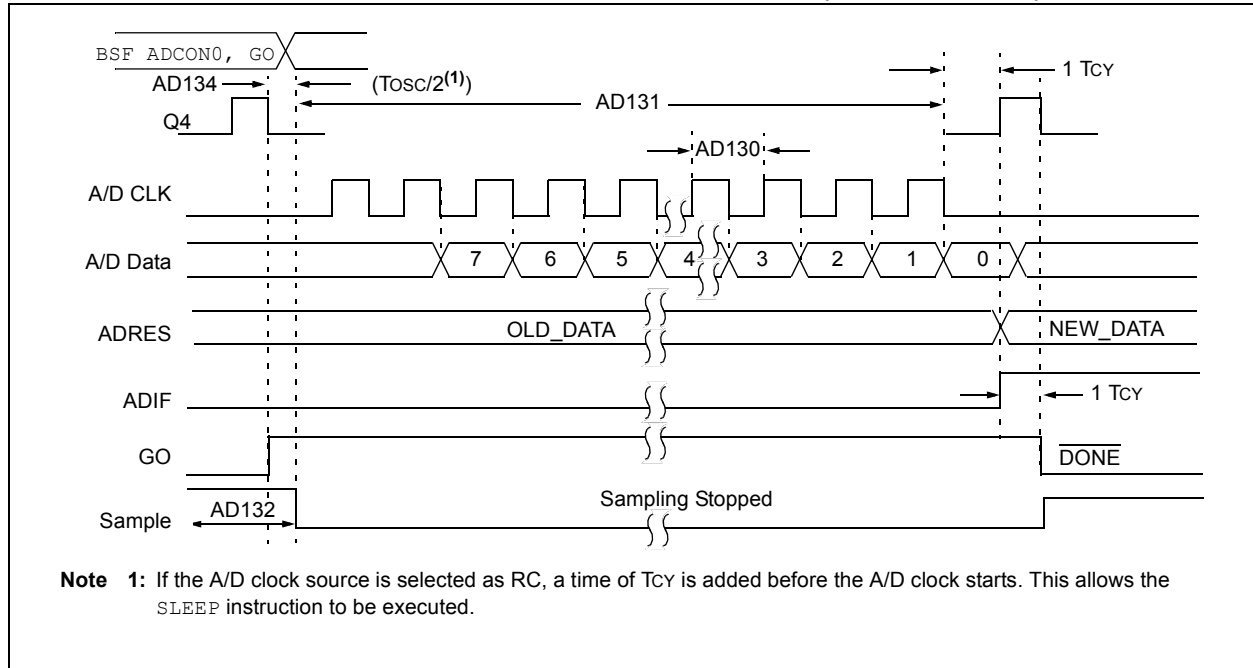 BSF ADCON0, GO
AD134
(TOSC/2(1))
AD131
1 TCY
Q4
AD130
A/D CLK
A/D Data
7 6 5 4 3 2 1 0
ADRES
OLD_DATA
NEW_DATA
ADIF
1 TCY
GO
DONE
Sample
AD132
Sampling Stopped
Note 1: If the A/D clock source is selected as RC, a time of TCY is added before the A/D clock starts. This allows the
SLEEP instruction to be executed.